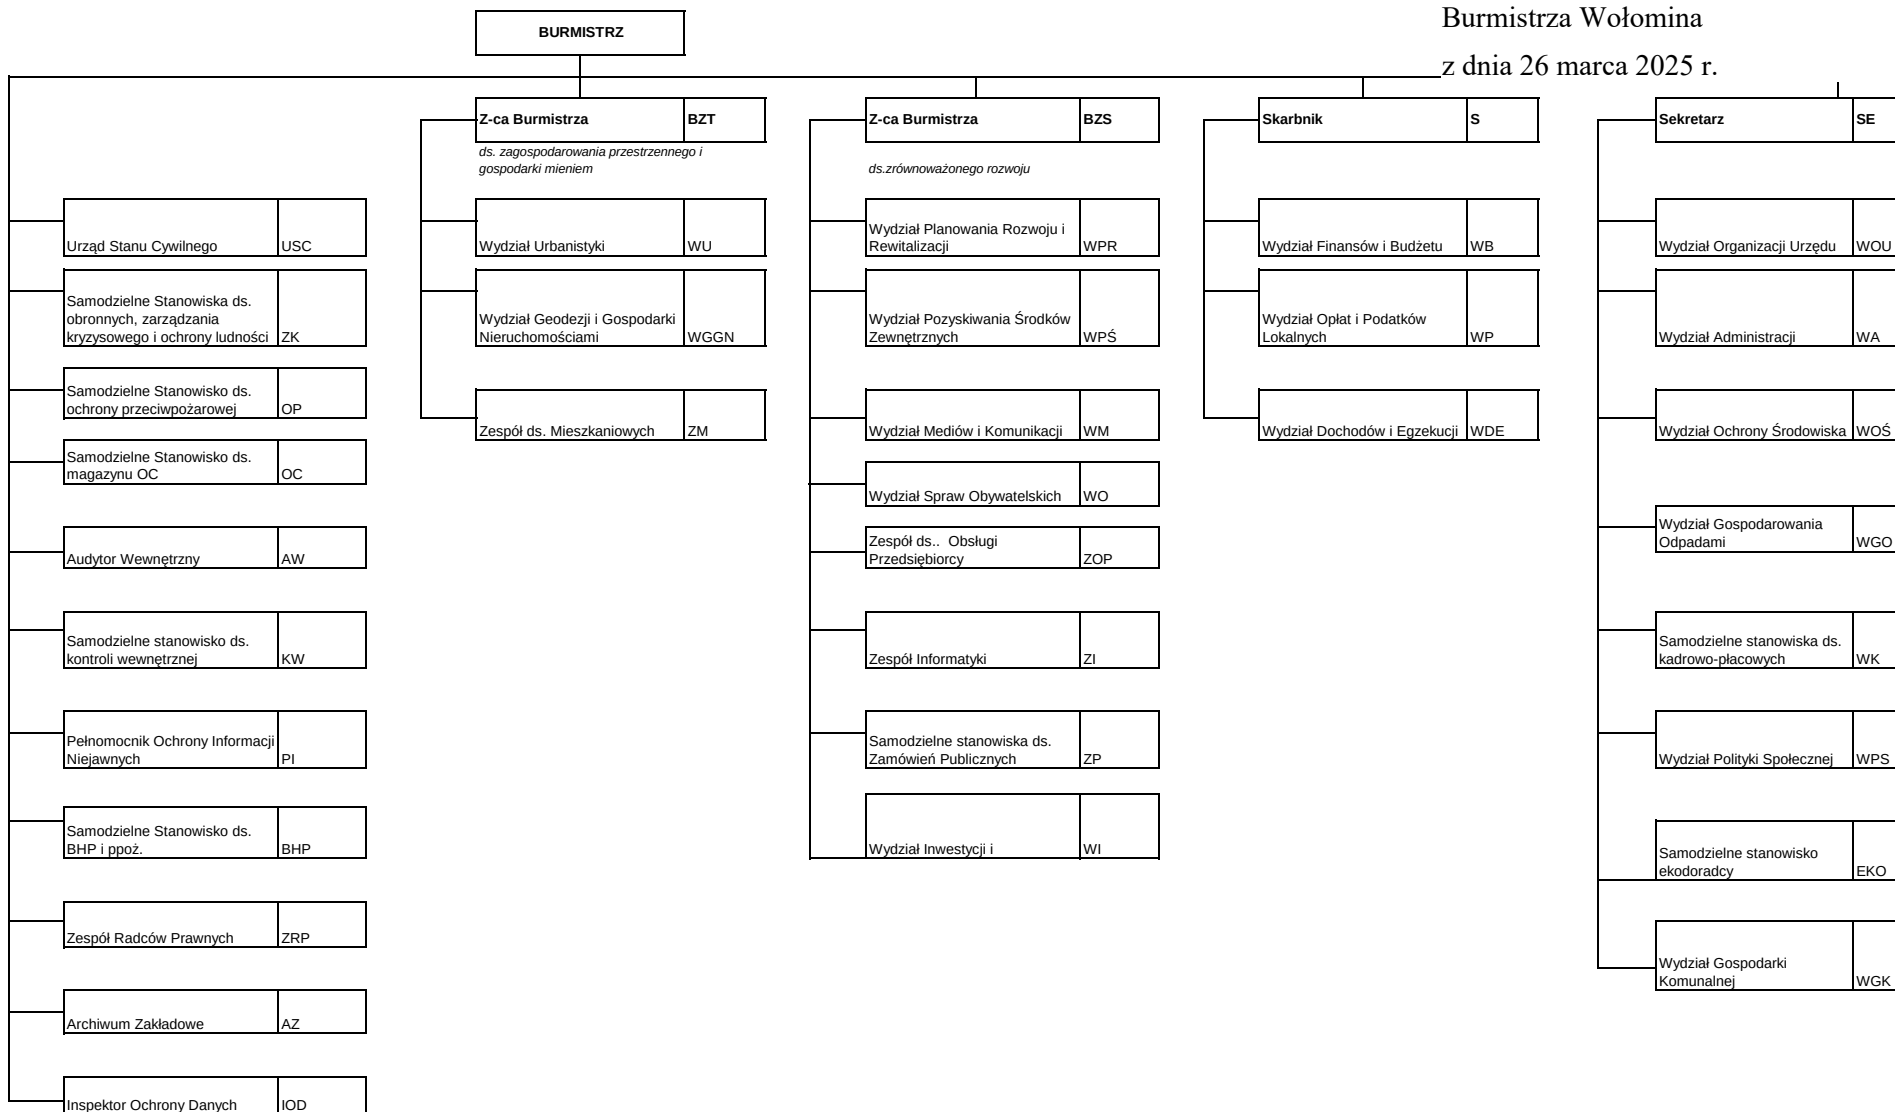 Burmistrza Wołomina
z dnia 26 marca 2025 r.
BURMISTRZ
Urząd Stanu Cywilnego USC
Samodzielne Stanowiska ds.
obronnych, zarządzania
kryzysowego i ochrony ludności ZK
Samodzielne Stanowisko ds.
ochrony przeciwpożarowej OP
Samodzielne Stanowisko ds.
magazynu OC OC
Audytor Wewnętrzny AW
Samodzielne stanowisko ds.
kontroli wewnętrznej KW
Pełnomocnik Ochrony Informacji
Niejawnych PI
Samodzielne Stanowisko ds.
BHP i ppoż. BHP
Zespół Radców Prawnych ZRP
Archiwum Zakładowe AZ
Inspektor Ochrony Danych IOD
Z-ca Burmistrza BZT
ds. zagospodarowania przestrzennego i
gospodarki mieniem
Wydział Urbanistyki WU
Wydział Geodezji i Gospodarki
Nieruchomościami WGGN
Zespół ds. Mieszkaniowych ZM
Z-ca Burmistrza BZS
ds.zrównoważonego rozwoju
Wydział Planowania Rozwoju i
Rewitalizacji WPR
Wydział Pozyskiwania Środków
Zewnętrznych WPŚ
Wydział Mediów i Komunikacji WM
Wydział Spraw Obywatelskich WO
Zespół ds.. Obsługi
Przedsiębiorcy ZOP
Zespół Informatyki ZI
Samodzielne stanowiska ds.
Zamówień Publicznych ZP
Wydział Inwestycji i WI
Skarbnik S
Wydział Finansów i Budżetu WB
Wydział Opłat i Podatków
Lokalnych WP
Wydział Dochodów i Egzekucji WDE
Sekretarz SE
Wydział Organizacji Urzędu WOU
Wydział Administracji WA
Wydział Ochrony Środowiska WOŚ
Wydział Gospodarowania
Odpadami WGO
Samodzielne stanowiska ds.
kadrowo-płacowych WK
Wydział Polityki Społecznej WPS
Samodzielne stanowisko
ekodoradcy EKO
Wydział Gospodarki
Komunalnej WGK